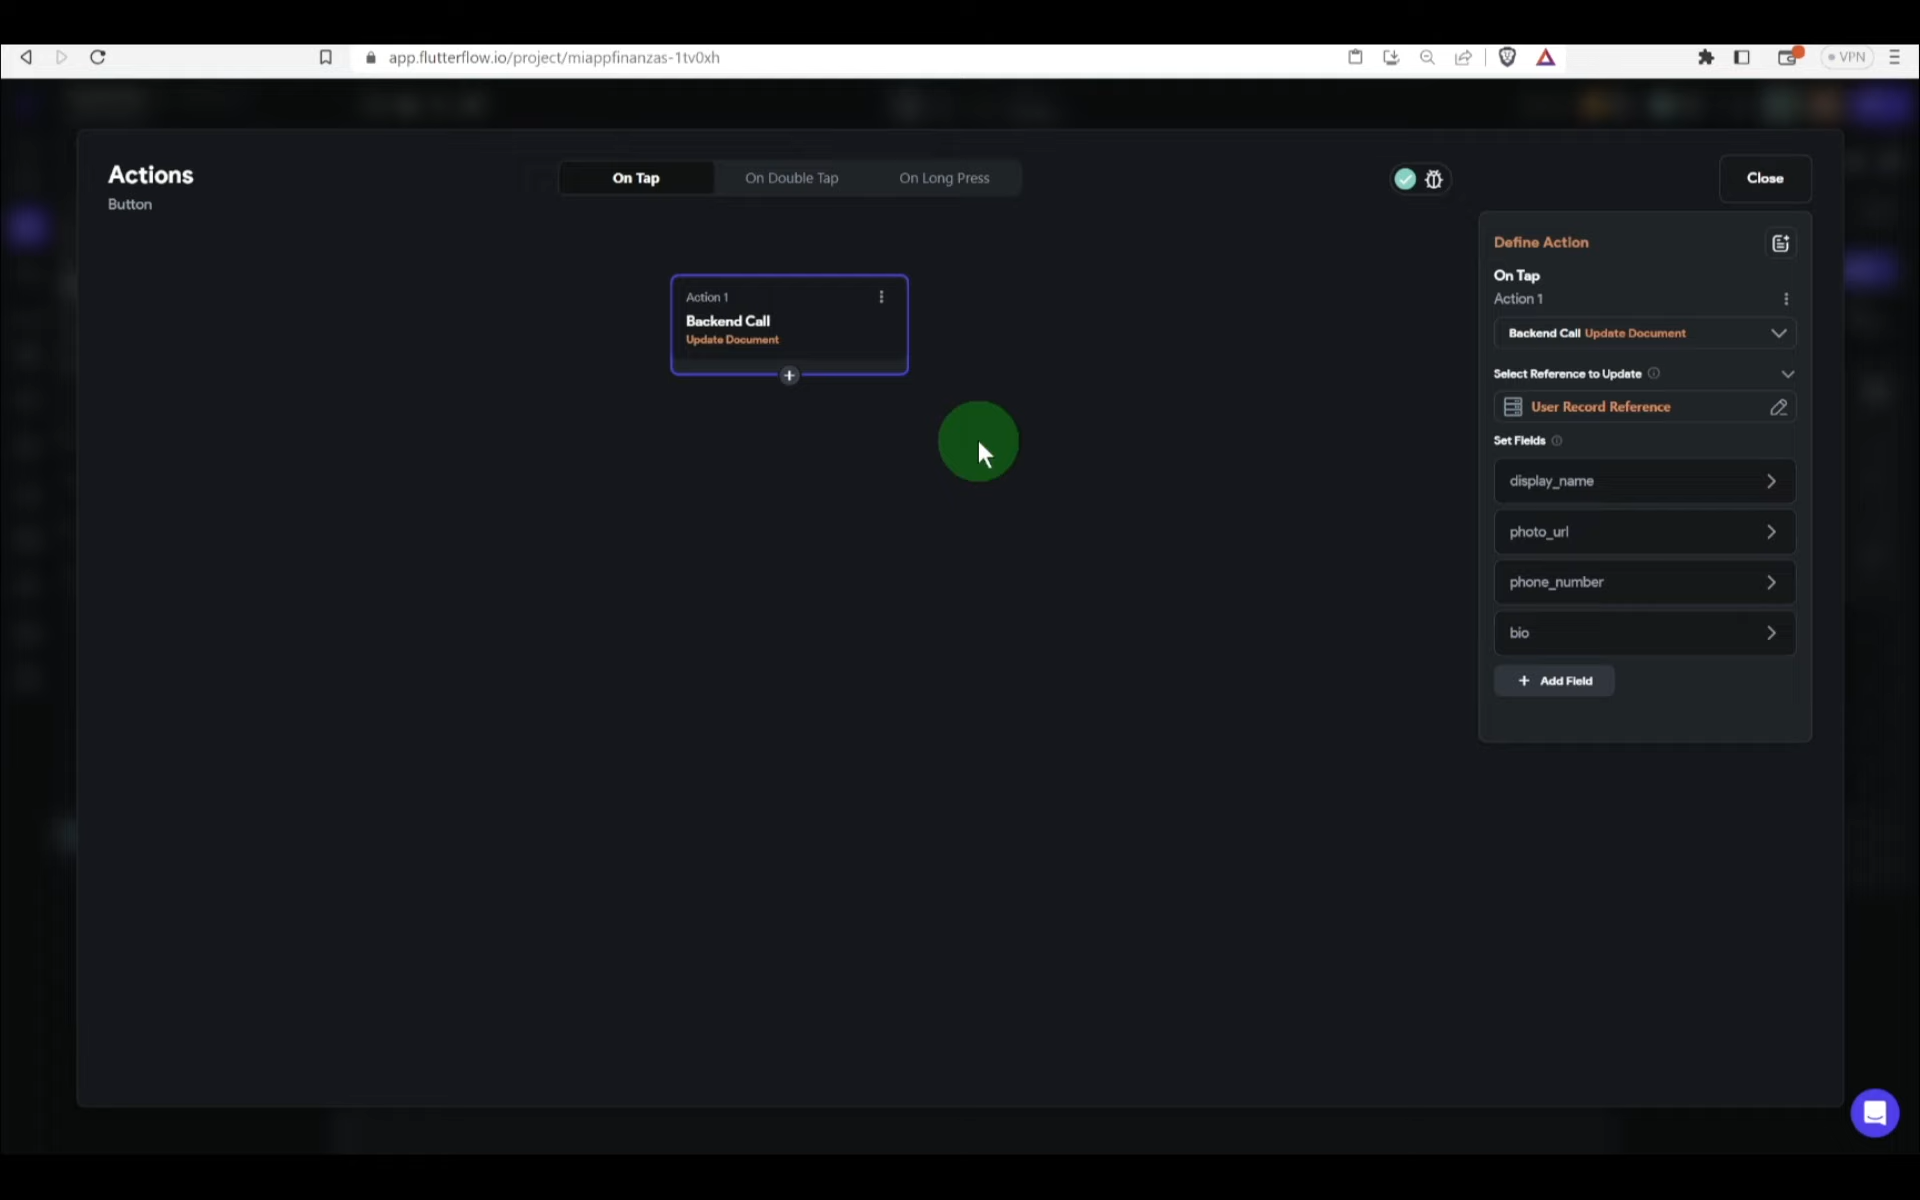 app.flutterflow.io/project/miappfinanzas-1tv0xh
VPN
Actions
Button
On Tap
On Double Tap
On Long Press
Close
Action 1
Backend Call
Update Document
Define Action
On Tap
Action 1
Backend Call Update Document
Select Reference to Update
User Record Reference
Set Fields
display_name
photo_url
phone_number
bio
+ Add Field